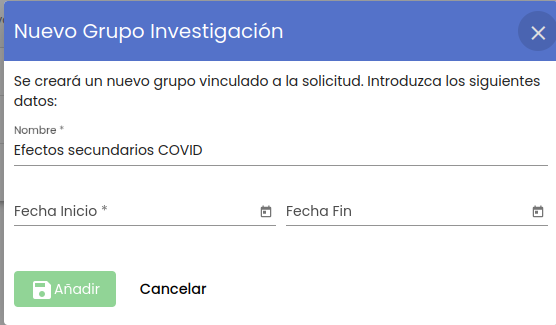 Nuevo Grupo Investigación
Se creará un nuevo grupo vinculado a la solicitud. Introduzca los siguientes
datos:
Nombre *
Efectos secundarios COVID
Fecha Inicio * Fecha Fin
Añadir Cancelar